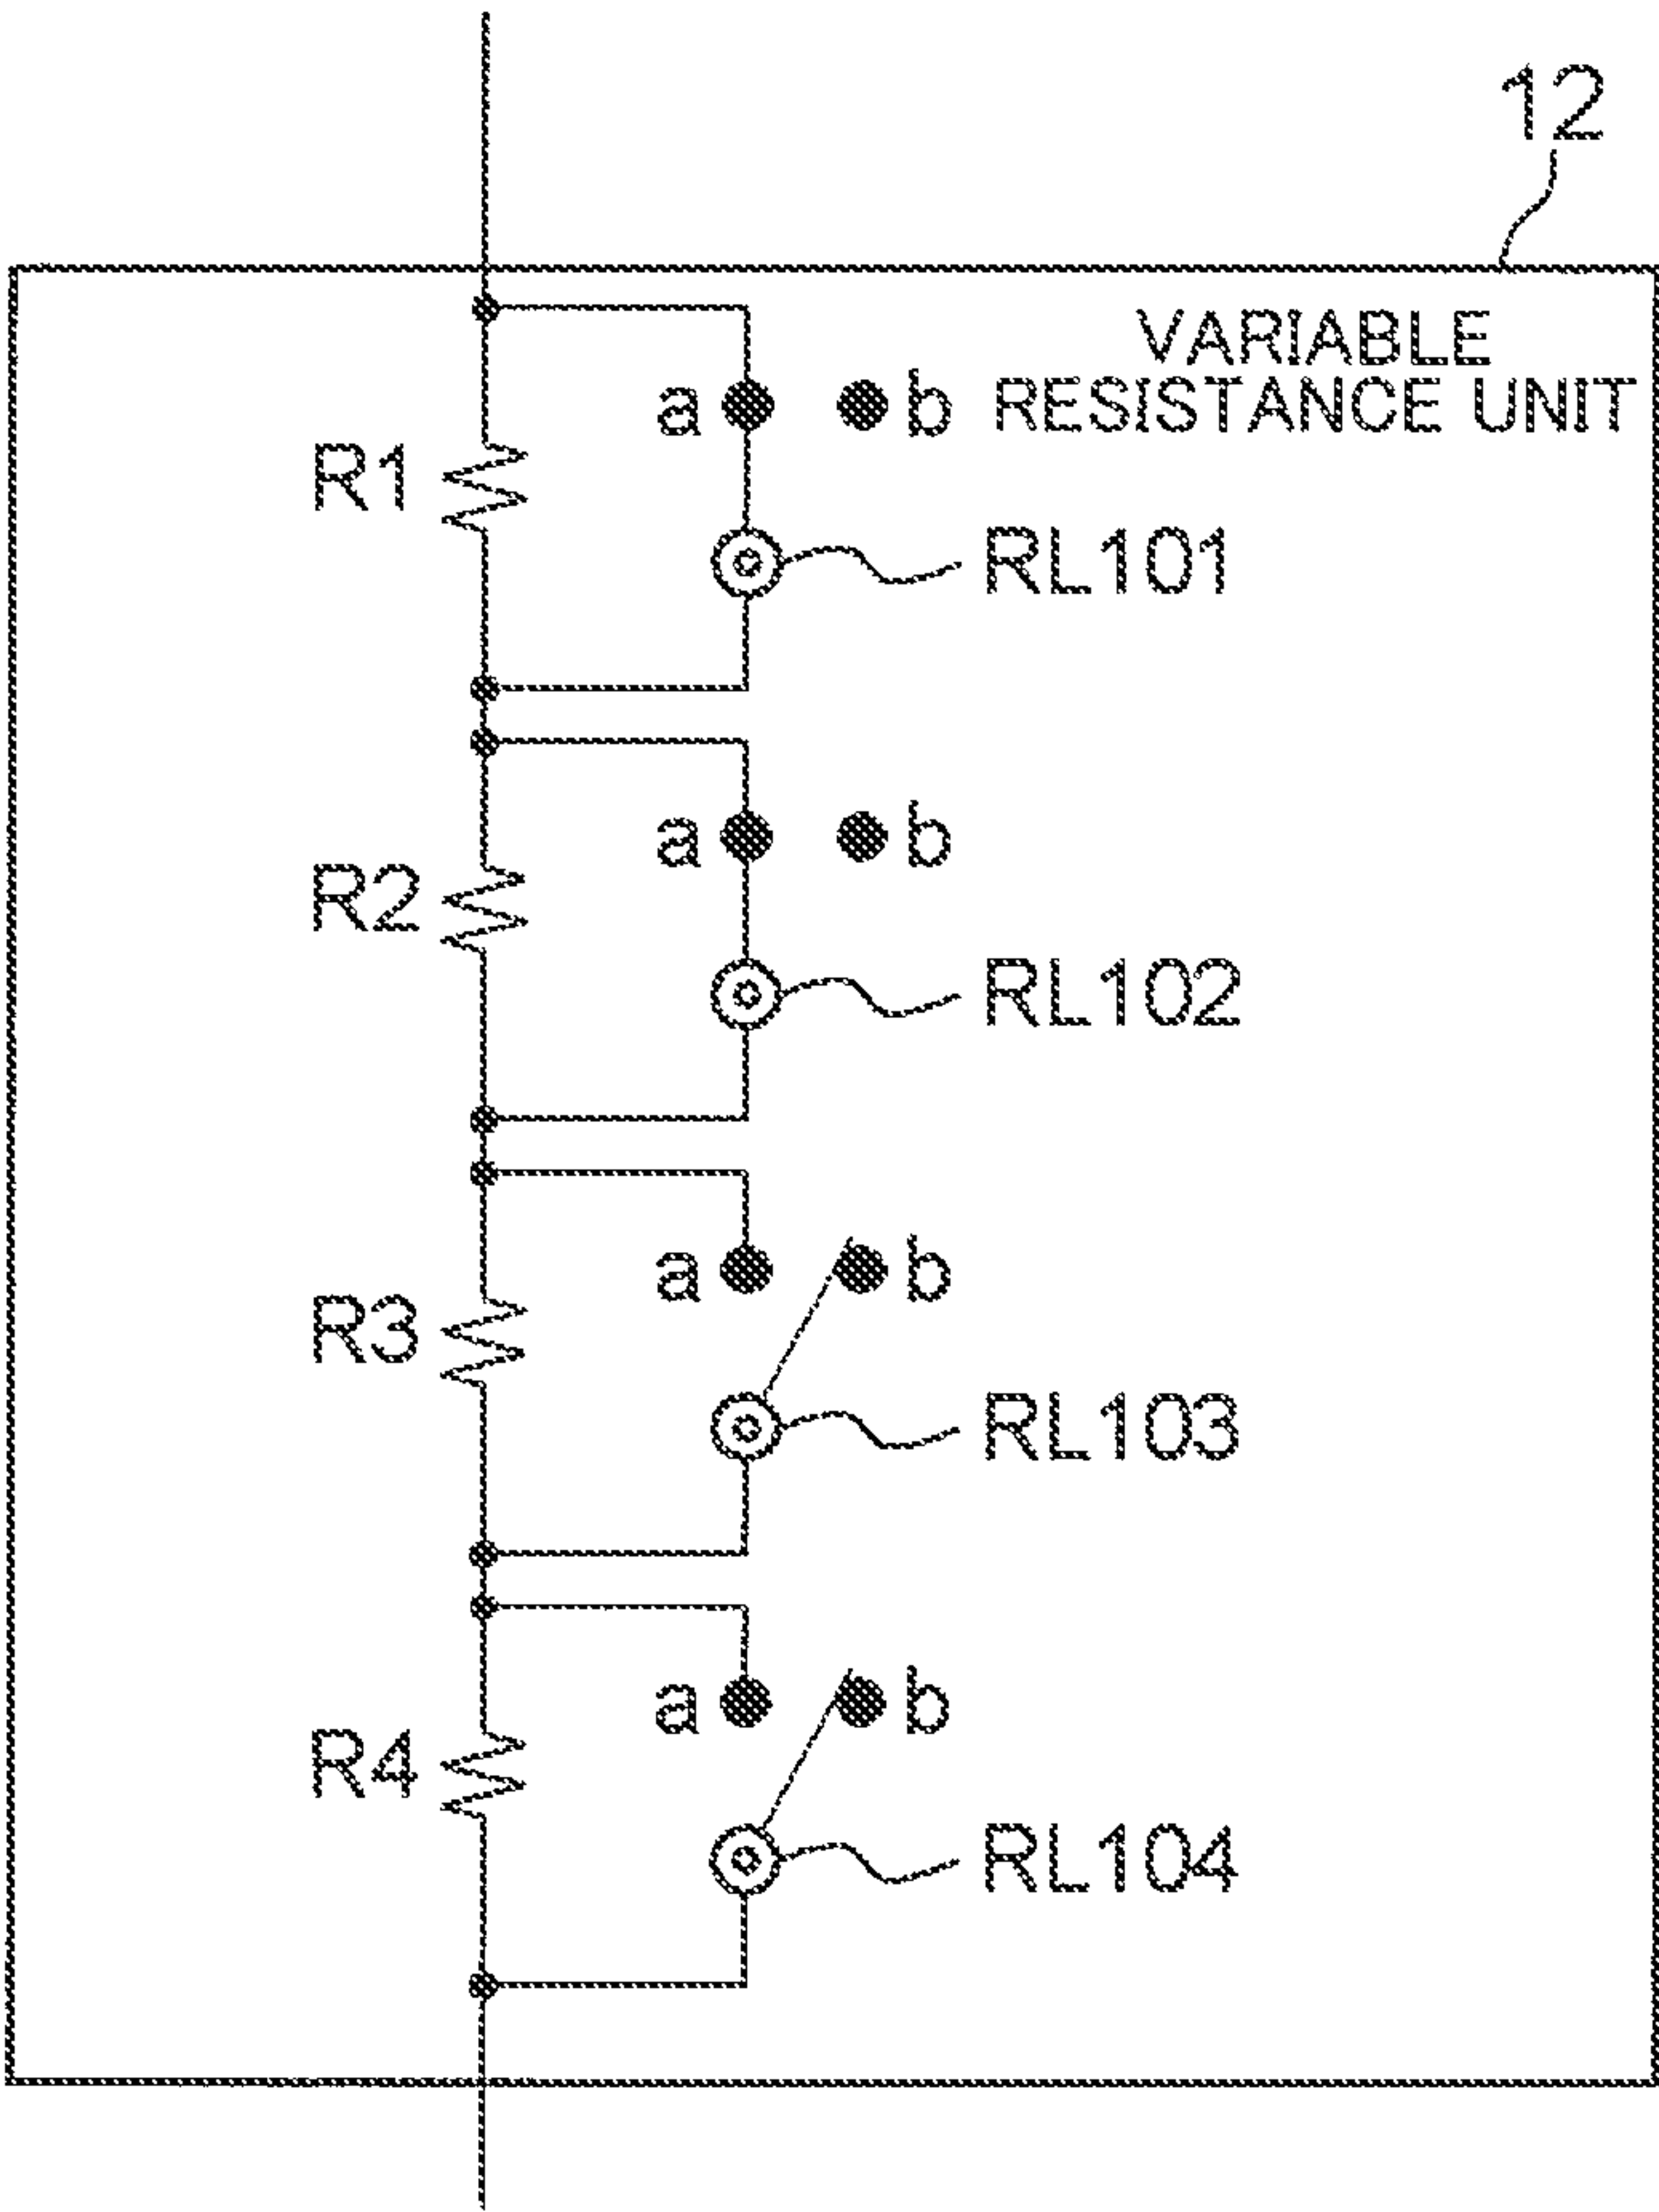 12
VARIABLE
RESISTANCE UNIT
a b
R1
RL101
a b
R2
RL102
a b
R3
RL103
a b
R4
RL104